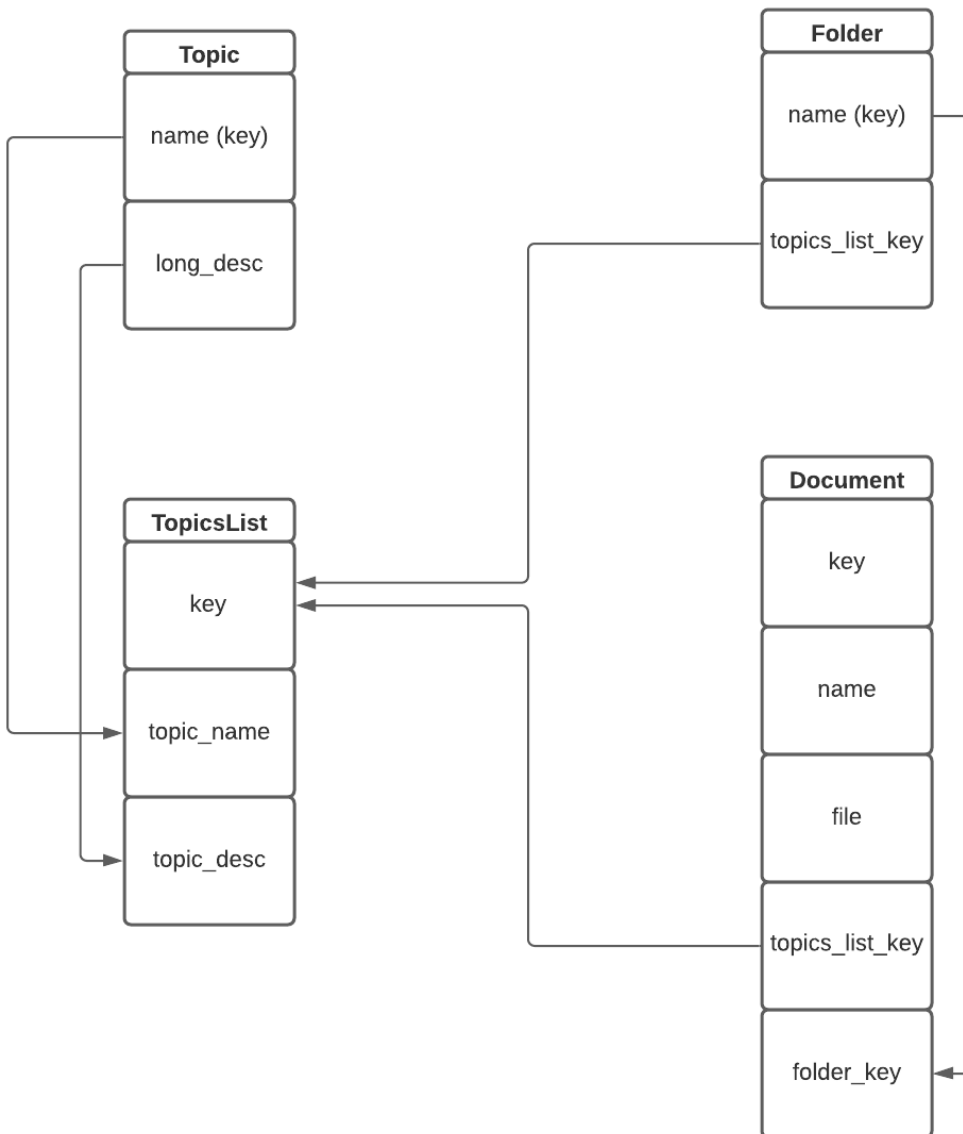 Topic
name (key)
long_desc
TopicsList
key
topic_name
topic_desc
Folder
name (key)
topics_list_key
Document
key
name
file
topics_list_key
folder_key